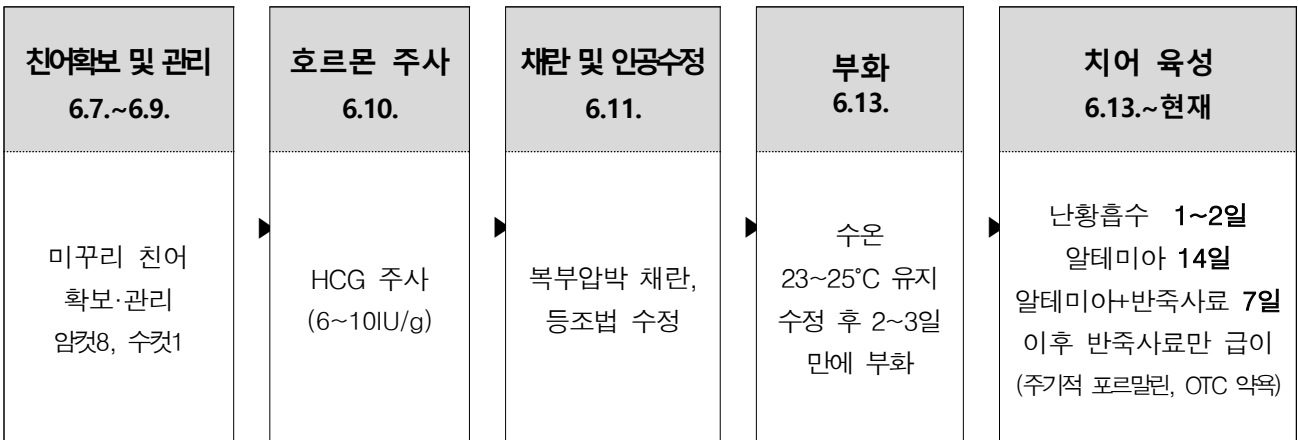 친어확보 및 관리
6.7.~6.9.
미꾸리 친어
확보·관리
암컷8, 수컷1
호르몬 주사
6.10.
HCG 주사
(6~10IU/g)
채란 및 인공수정
6.11.
복부압박 채란,
등조법 수정
부화
6.13.
수온
23~25℃ 유지
수정 후 2~3일
만에 부화
치어 육성
6.13.~현재
난황흡수 1~2일
알테미아 14일
알테미아+반죽사료 7일
이후 반죽사료만 급이
(주기적 포르말린, OTC 약욕)